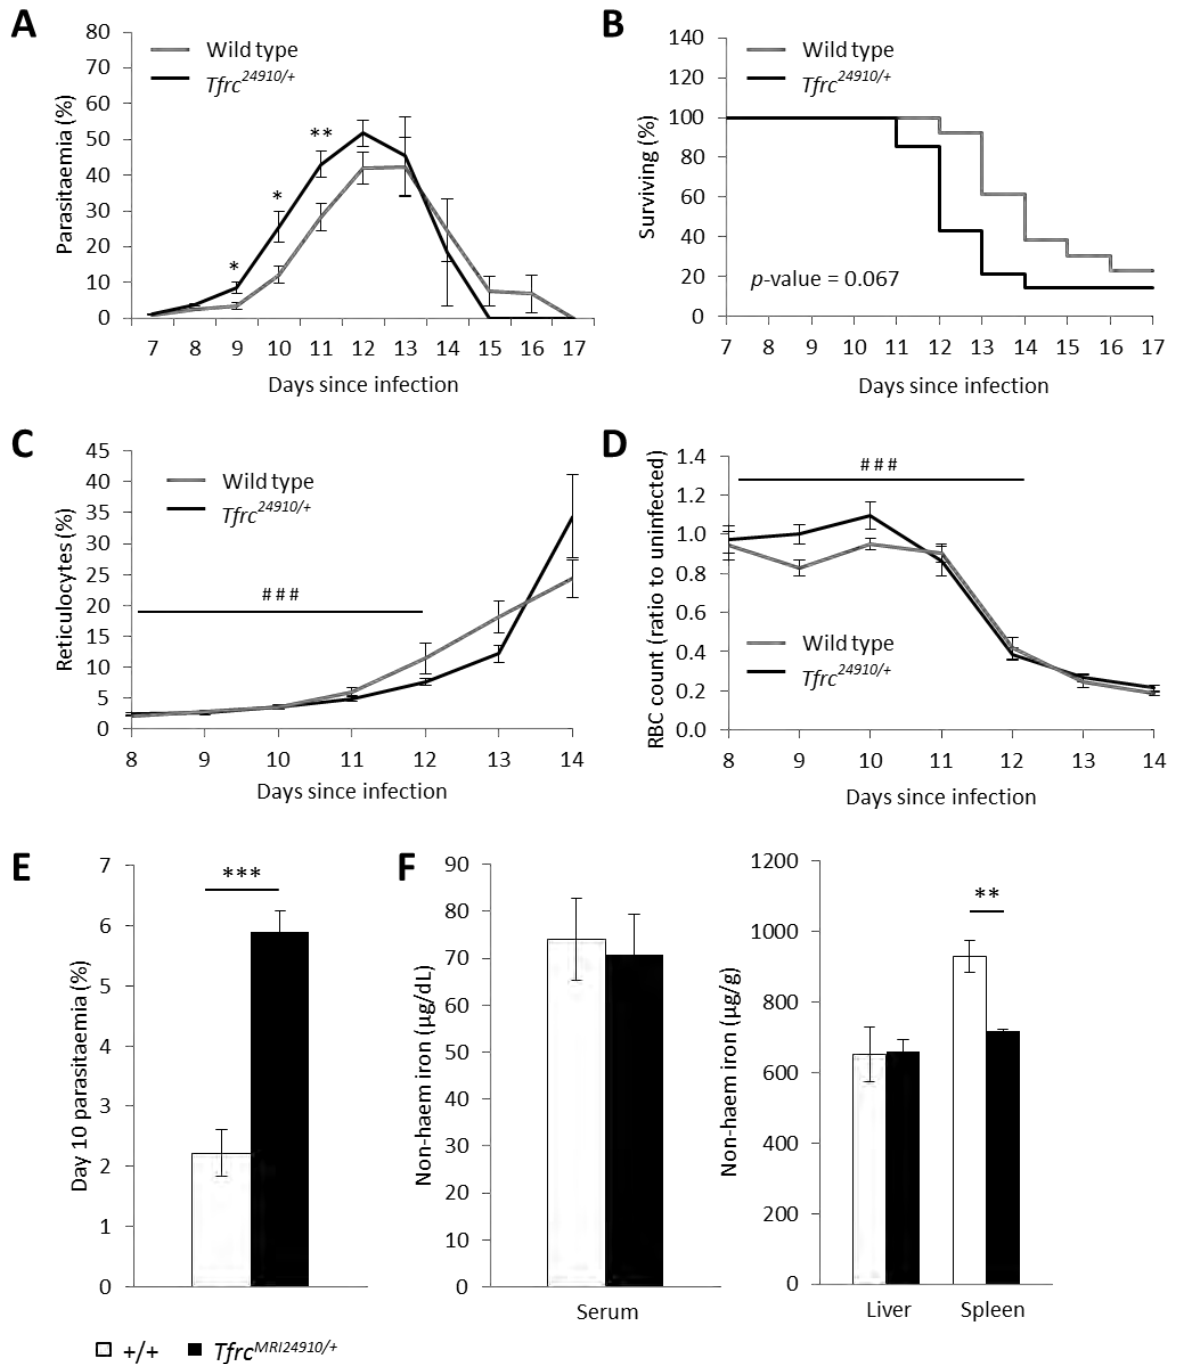 A
80
70
60
50
40
30
20
10
0
Parasitaemia (%)
Wild type
Tfrc24910/+
*
*
**
7 8 9 10 11 12 13 14 15 16 17
Days since infection
B
140
120
100
80
60
40
20
0
Surviving (%)
Wild type
Tfrc24910/+
p-value = 0.067
7 8 9 10 11 12 13 14 15 16 17
Days since infection
C
45
40
35
30
25
20
15
10
5
0
Reticulocytes (%)
Wild type
Tfrc24910/+
###
8 9 10 11 12 13 14
Days since infection
D
1.4
1.2
1.0
0.8
0.6
0.4
0.2
0.0
RBC count (ratio to uninfected)
###
Wild type
Tfrc24910/+
8 9 10 11 12 13 14
Days since infection
E
7
6
5
4
3
2
1
0
Day 10 parasitaemia (%)
***
F
90
80
70
60
50
40
30
20
10
0
Non-haem iron (µg/dL)
Serum
1200
1000
800
600
400
200
0
Non-haem iron (µg/g)
**
Liver Spleen
+/+ TfrcMRI24910/+